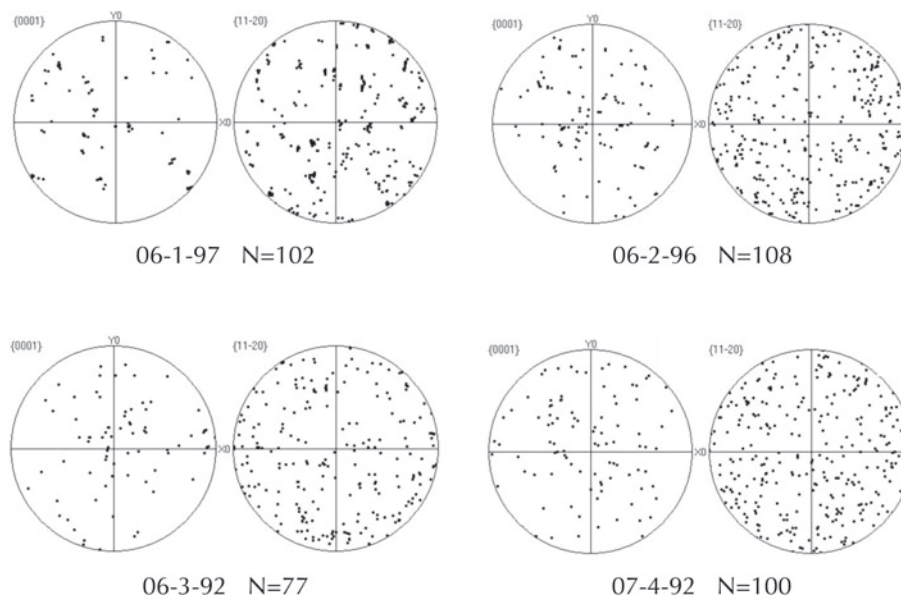 {0001} Y0 {11-20}
X0
06-1-97 N=102
{0001} Y0 {11-20}
X0
06-2-96 N=108
{0001} Y0 {11-20}
X0
06-3-92 N=77
{0001} Y0 {11-20}
X0
07-4-92 N=100